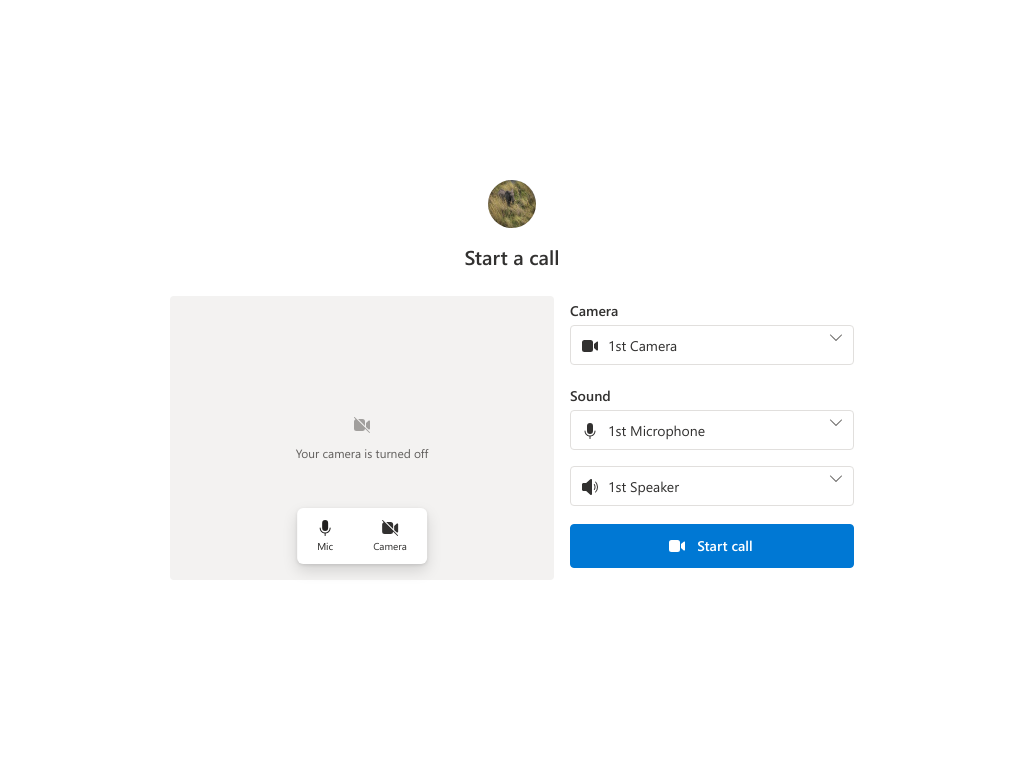 Start a call
Camera
1st Camera
Sound
1st Microphone
1st Speaker
Your camera is turned off
Mic
Camera
Start call